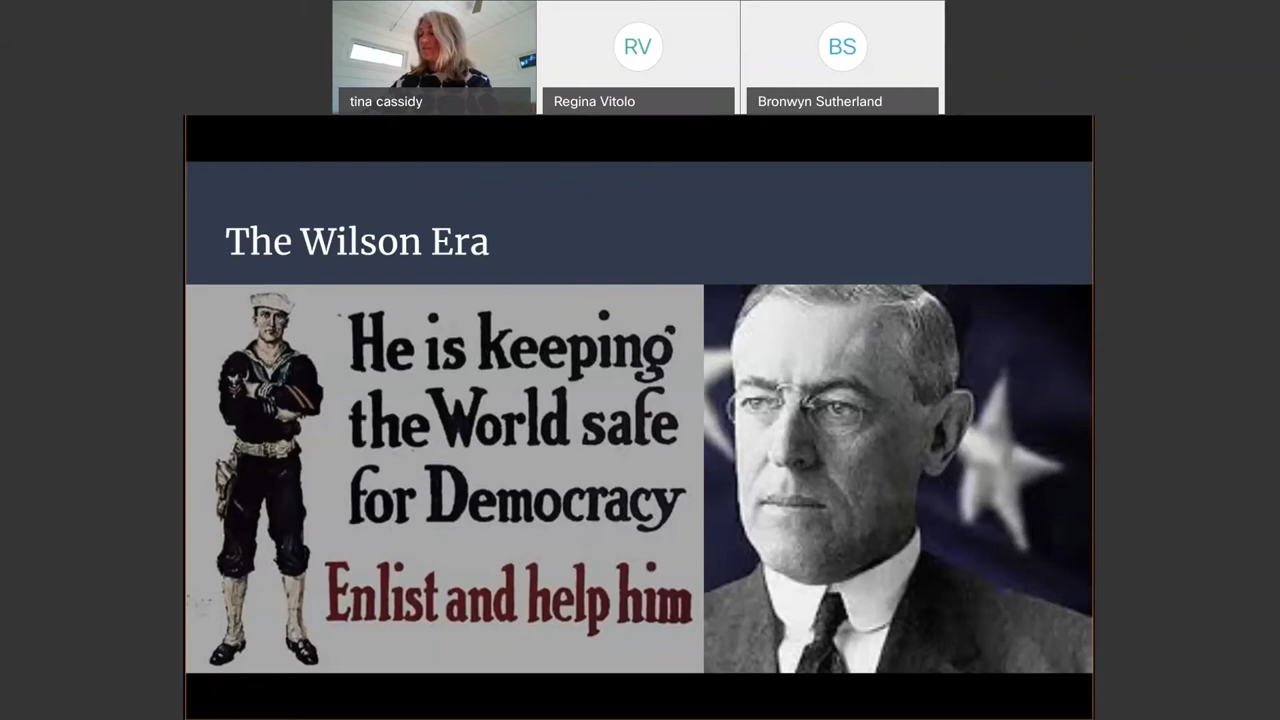 RV
BS
tina cassidy
Regina Vitolo
Bronwyn Sutherland
The Wilson Era
He is keeping
the World safe
for Democracy
Enlist and help him